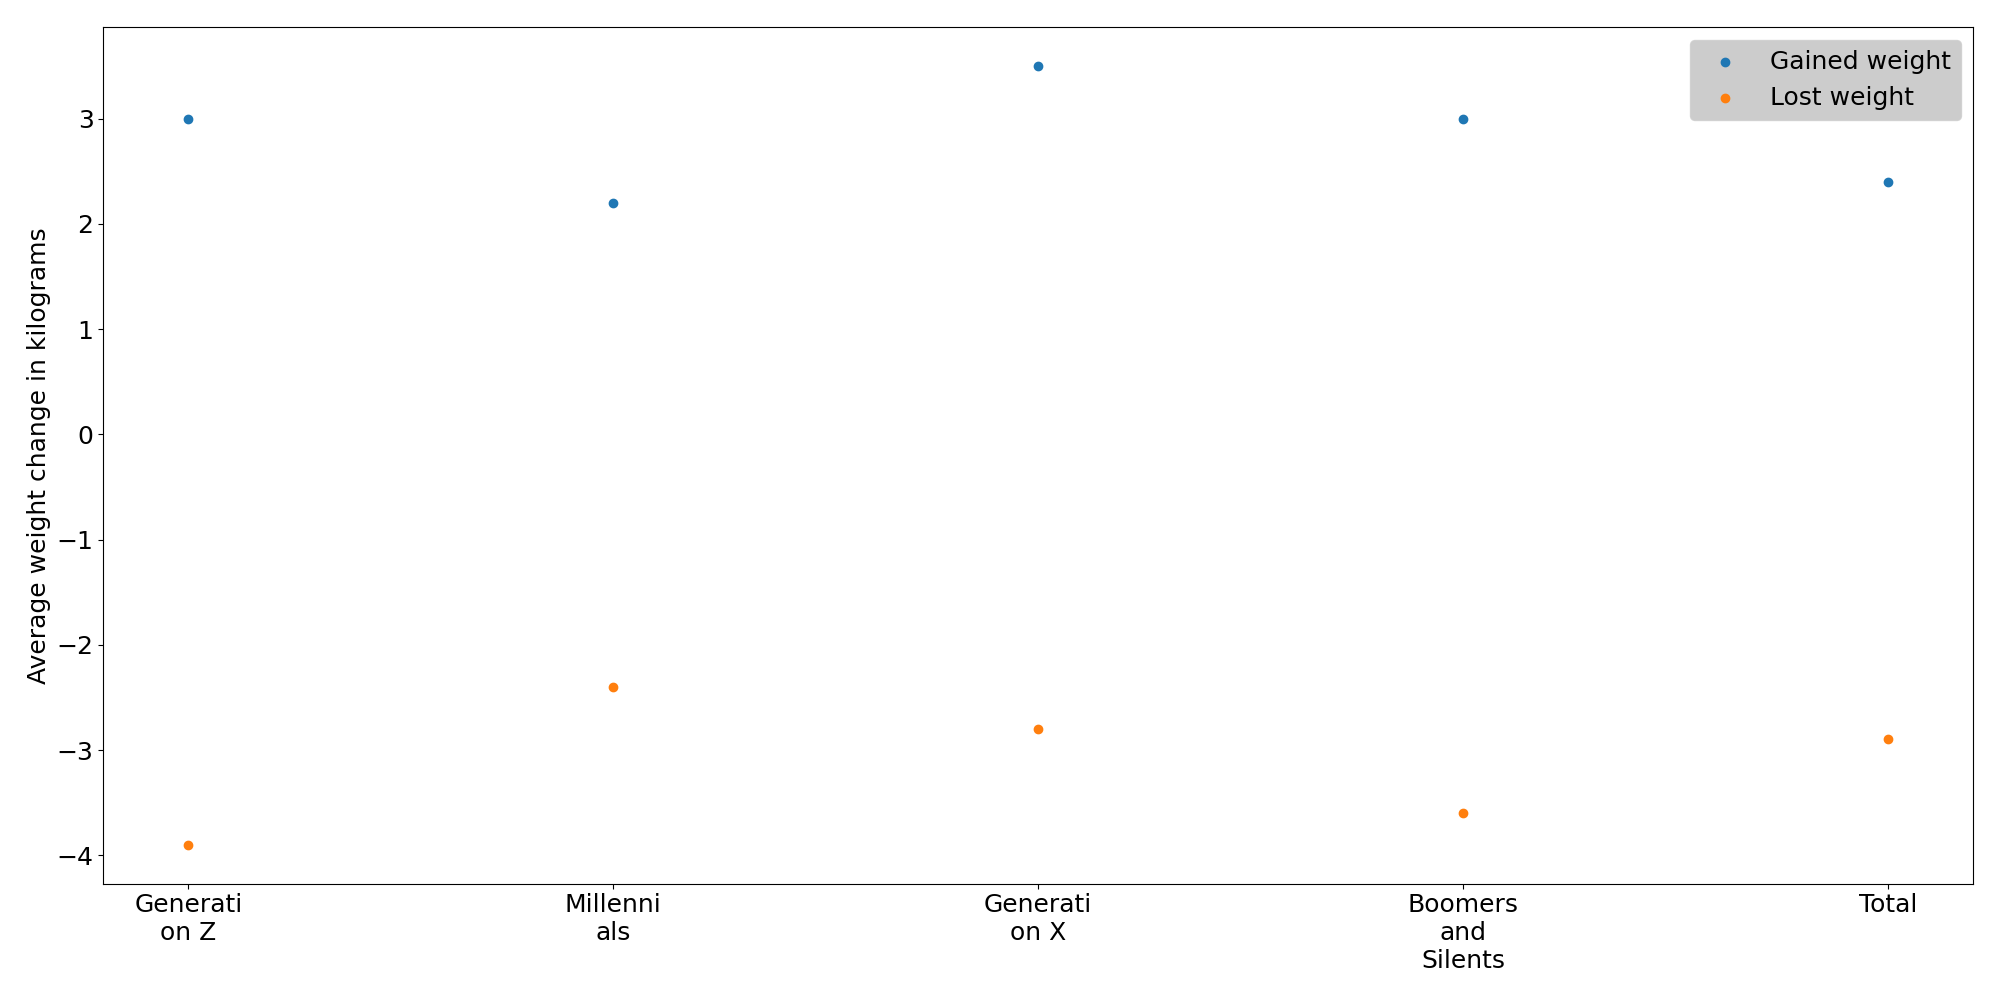 Gained weight
Lost weight
Average weight change in kilograms
3
2
1
0
−1
−2
−3
−4
Generati
on Z
Millenni
als
Generati
on X
Boomers
and
Silents
Total